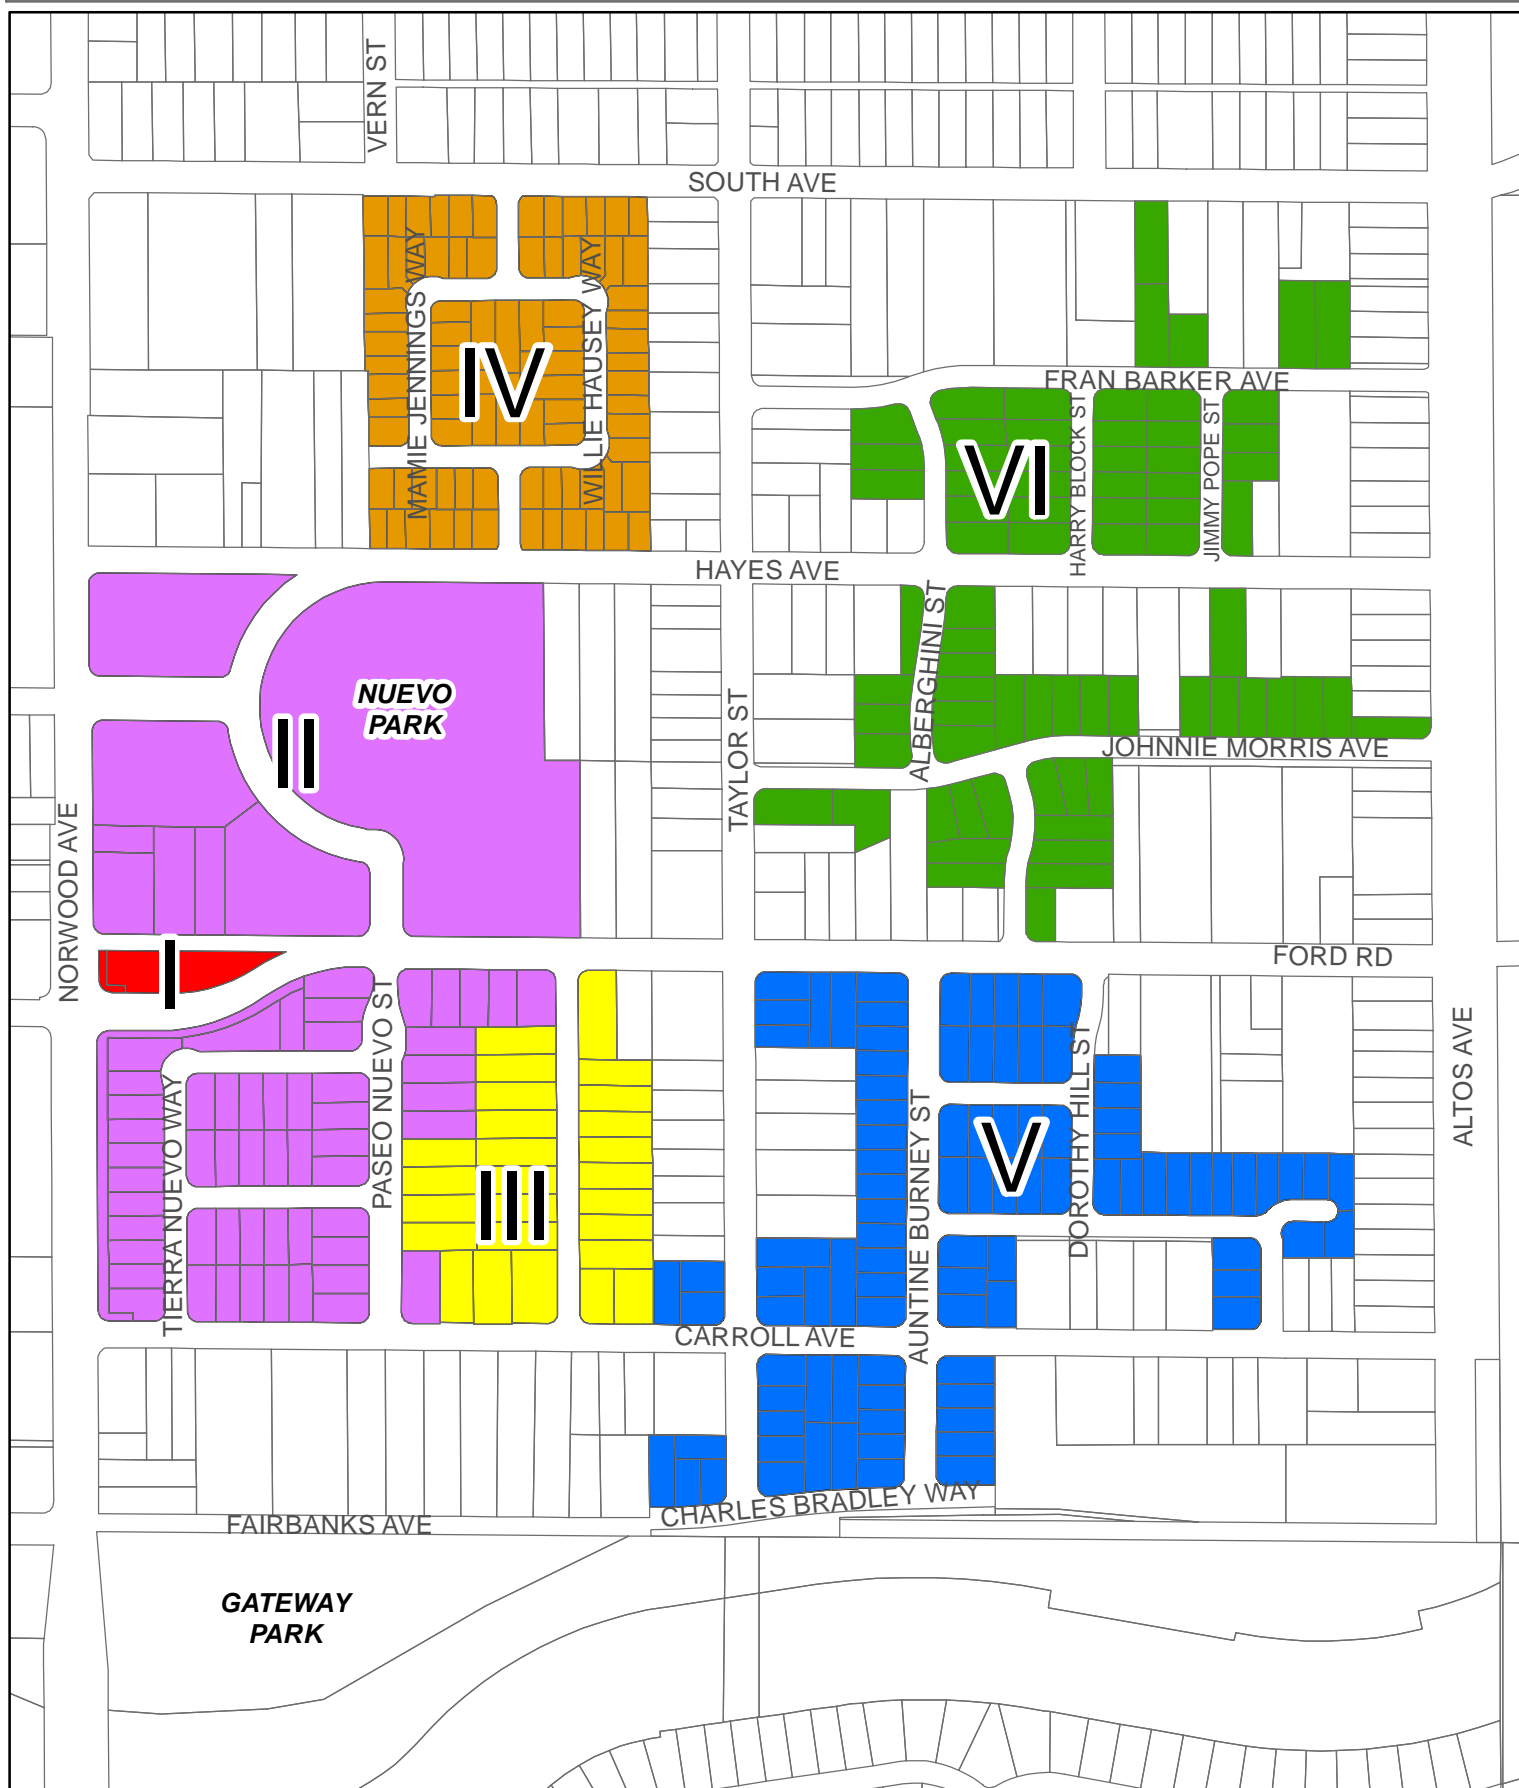 VERN ST
SOUTH AVE
MAMIE JENNINGS WAY
WILLIE HAUSEY WAY
IV
FRAN BARKER AVE
VI
HARRY BLOCK ST
JIMMY POPE ST
HAYES AVE
NUEVO
PARK
II
TAYLOR ST
ALBERGHINI ST
JOHNNIE MORRIS AVE
NORWOOD AVE
I
FORD RD
PASEO NUEVO ST
TIERRA NUEVO WAY
III
AUNTINE BURNEY ST
V
DOROTHY HILL ST
ALTOS AVE
CARROLL AVE
CHARLES BRADLEY WAY
FAIRBANKS AVE
GATEWAY
PARK